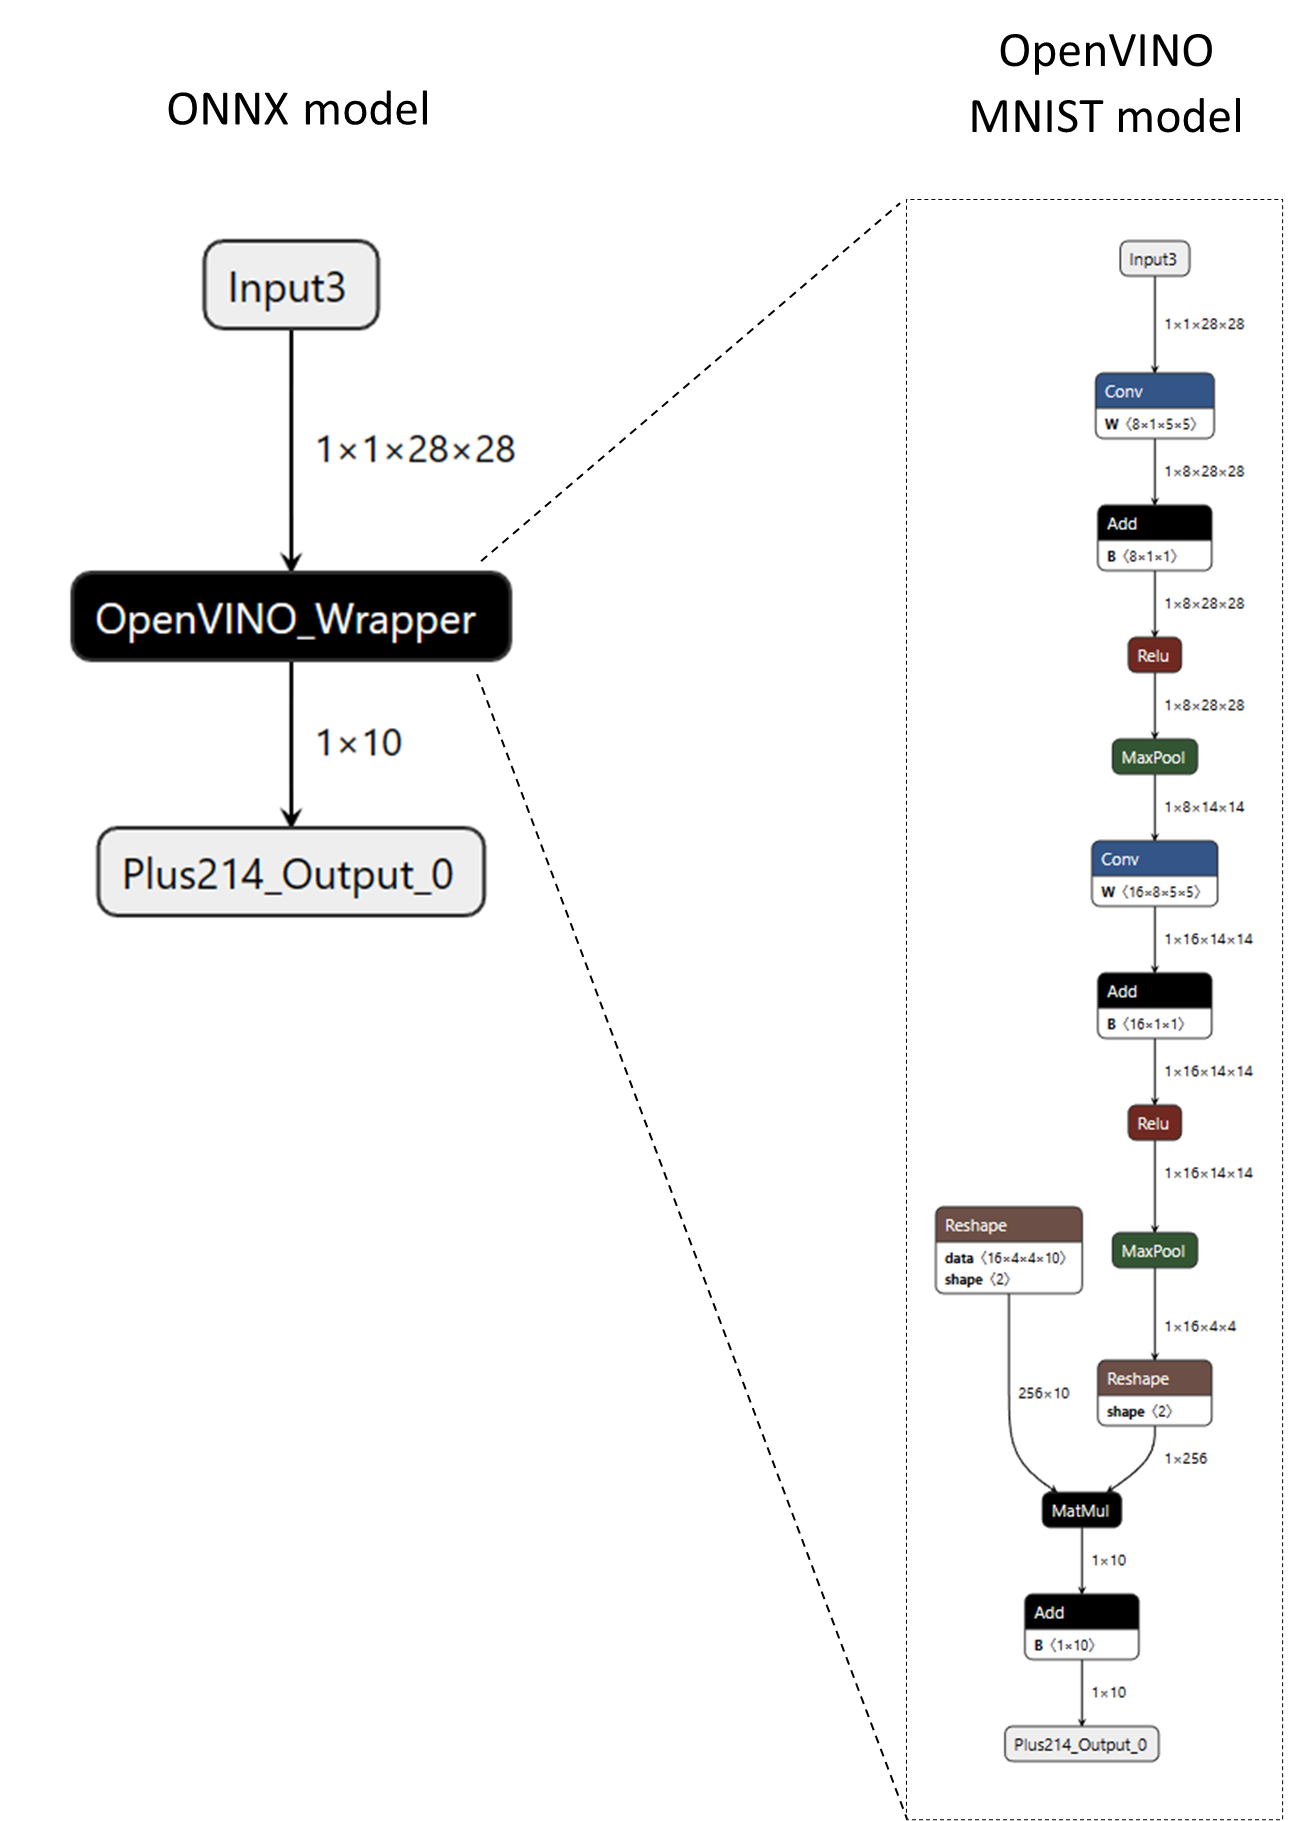 ONNX model
Input3
1×1×28×28
OpenVINO_Wrapper
1×10
Plus214_Output_0
OpenVINO
MNIST model
Input3
1×1×28×28
Conv
W 〈8×1×5×5〉
1×8×28×28
Add
B 〈8×1×1〉
1×8×28×28
Relu
1×8×28×28
MaxPool
1×8×14×14
Conv
W 〈16×8×5×5〉
1×16×14×14
Add
B 〈16×1×1〉
1×16×14×14
Relu
1×16×14×14
Reshape
data 〈16×4×4×10〉
shape 〈2〉
256×10
MaxPool
1×16×4×4
Reshape
shape 〈2〉
1×256
MatMul
1×10
Add
B 〈1×10〉
1×10
Plus214_Output_0